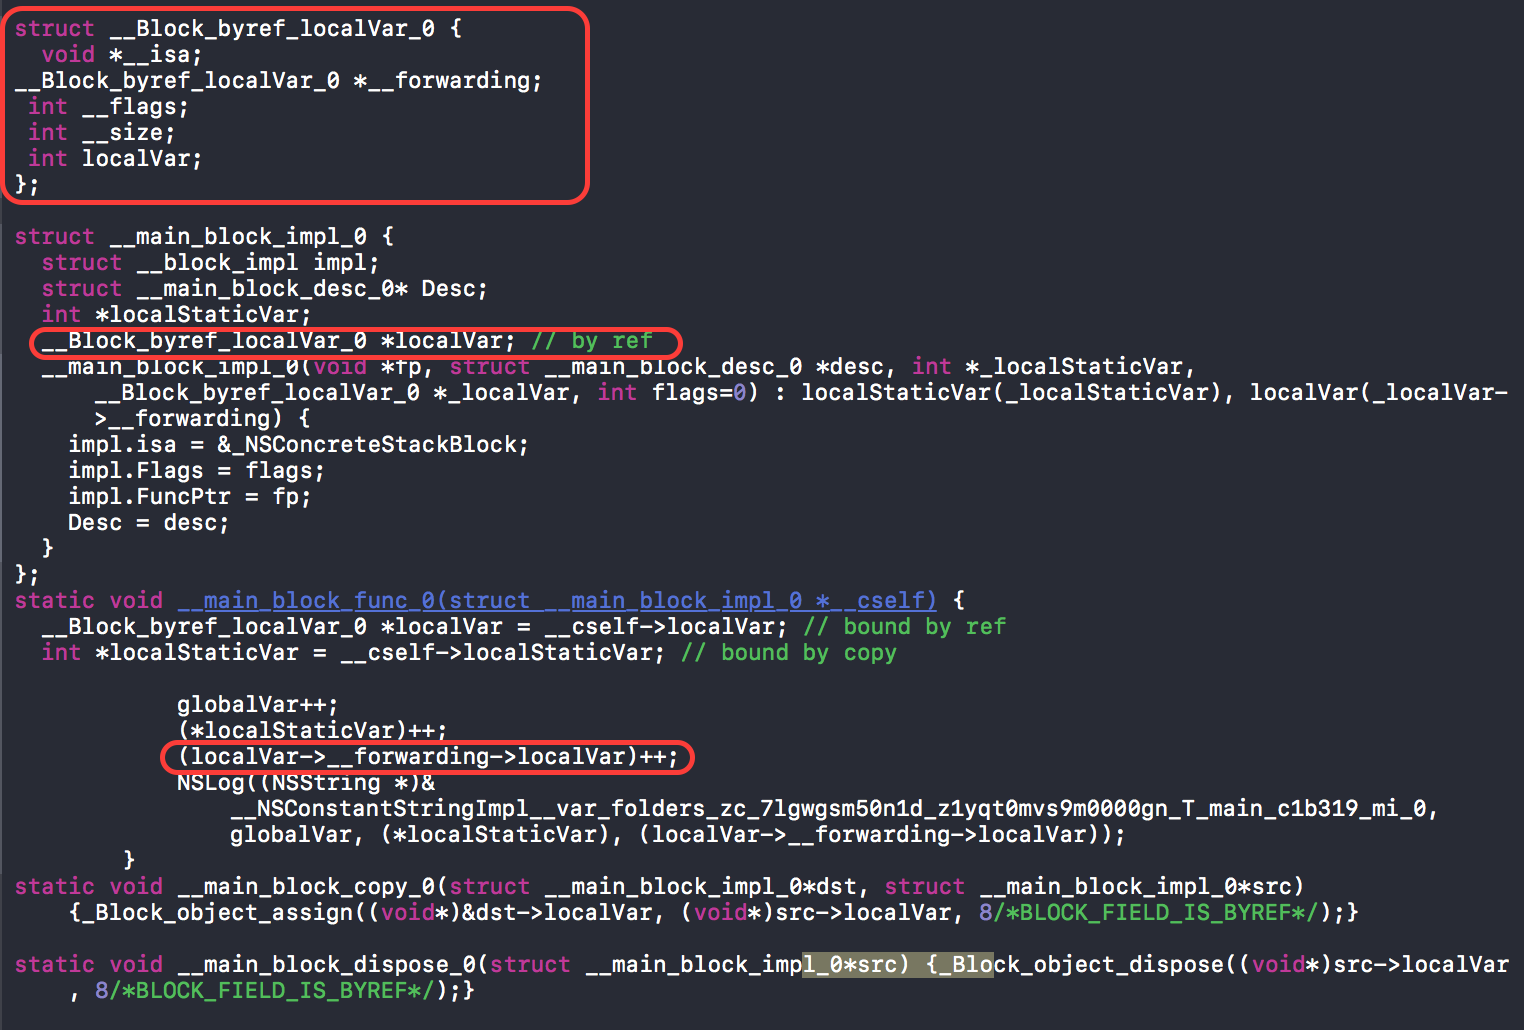 struct __Block_byref_localVar_0 {
  void *__isa;
__Block_byref_localVar_0 *__forwarding;
 int __flags;
 int __size;
 int localVar;
};

struct __main_block_impl_0 {
  struct __block_impl impl;
  struct __main_block_desc_0* Desc;
  int *localStaticVar;
  __Block_byref_localVar_0 *localVar; // by ref
  __main_block_impl_0(void *fp, struct __main_block_desc_0 *desc, int *_localStaticVar,
      __Block_byref_localVar_0 *_localVar, int flags=0) : localStaticVar(_localStaticVar), localVar(_localVar-
      >__forwarding) {
    impl.isa = &_NSConcreteStackBlock;
    impl.Flags = flags;
    impl.FuncPtr = fp;
    Desc = desc;
  }
};
static void __main_block_func_0(struct __main_block_impl_0 *__cself) {
  __Block_byref_localVar_0 *localVar = __cself->localVar; // bound by ref
  int *localStaticVar = __cself->localStaticVar; // bound by copy

            globalVar++;
            (*localStaticVar)++;
            (localVar->__forwarding->localVar)++;
            NSLog((NSString *)&
                __NSConstantStringImpl__var_folders_zc_7lgwgsm50n1d_z1yqt0mvs9m0000gn_T_main_c1b319_mi_0,
                globalVar, (*localStaticVar), (localVar->__forwarding->localVar));
        }
static void __main_block_copy_0(struct __main_block_impl_0*dst, struct __main_block_impl_0*src)
    {_Block_object_assign((void*)&dst->localVar, (void*)src->localVar, 8/*BLOCK_FIELD_IS_BYREF*/);}

static void __main_block_dispose_0(struct __main_block_impl_0*src) {_Block_object_dispose((void*)src->localVar
    , 8/*BLOCK_FIELD_IS_BYREF*/);}